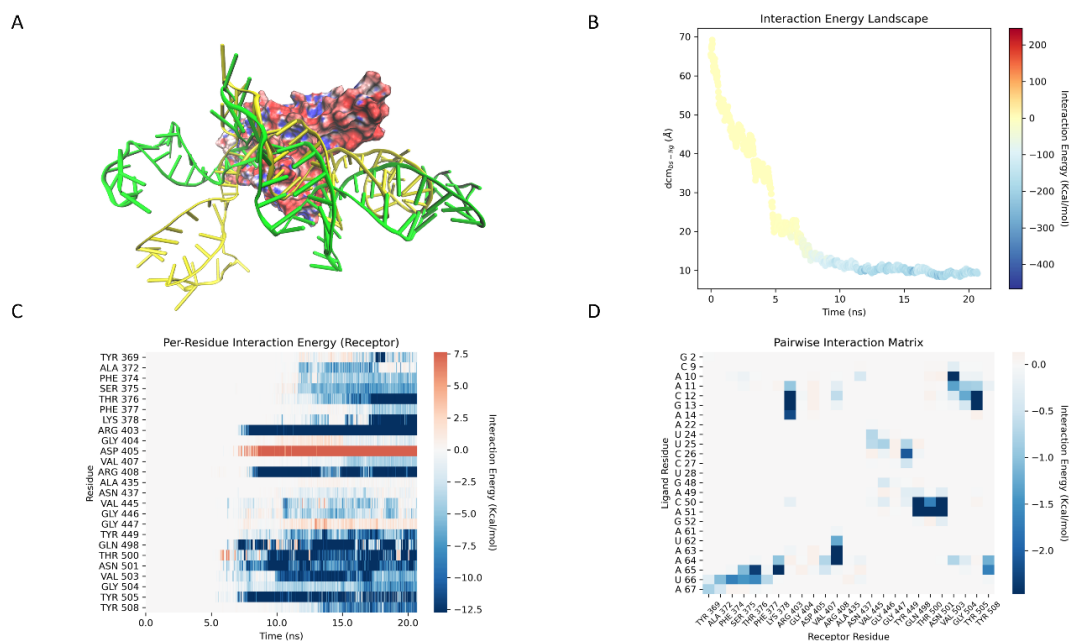 A
B
Interaction Energy Landscape
dcm_{bs−hg} (Å)
70
60
50
40
30
20
10
0
5
10
15
20
Time (ns)
200
100
0
−100
−200
−300
−400
Interaction Energy (Kcal/mol)
C
Per-Residue Interaction Energy (Receptor)
Residue
TYR 369
ALA 372
PHE 374
SER 375
THR 376
PHE 377
LYS 378
ARG 403
GLY 404
ASP 405
VAL 407
ARG 408
ALA 435
ASN 437
VAL 445
GLY 446
GLY 447
TYR 449
GLN 498
THR 500
ASN 501
VAL 503
GLY 504
TYR 505
TYR 508
0.0
5.0
10.0
15.0
20.0
Time (ns)
7.5
5.0
2.5
0.0
−2.5
−5.0
−7.5
−10.0
−12.5
Interaction Energy (Kcal/mol)
D
Pairwise Interaction Matrix
Ligand Residue
G 2
C 9
A 10
A 11
C 12
G 13
A 14
A 22
U 24
U 25
C 26
C 27
U 28
G 48
A 49
C 50
A 51
G 52
A 61
U 62
A 63
A 64
A 65
U 66
A 67
TYR 369
ALA 372
PHE 374
SER 375
THR 376
PHE 377
LYS 378
ARG 403
GLY 404
ASP 405
VAL 407
ARG 408
ALA 435
ASN 437
VAL 445
GLY 446
GLY 447
TYR 449
GLN 498
THR 500
ASN 501
VAL 503
GLY 504
TYR 505
TYR 508
Receptor Residue
0.0
−0.5
−1.0
−1.5
−2.0
Interaction Energy (Kcal/mol)